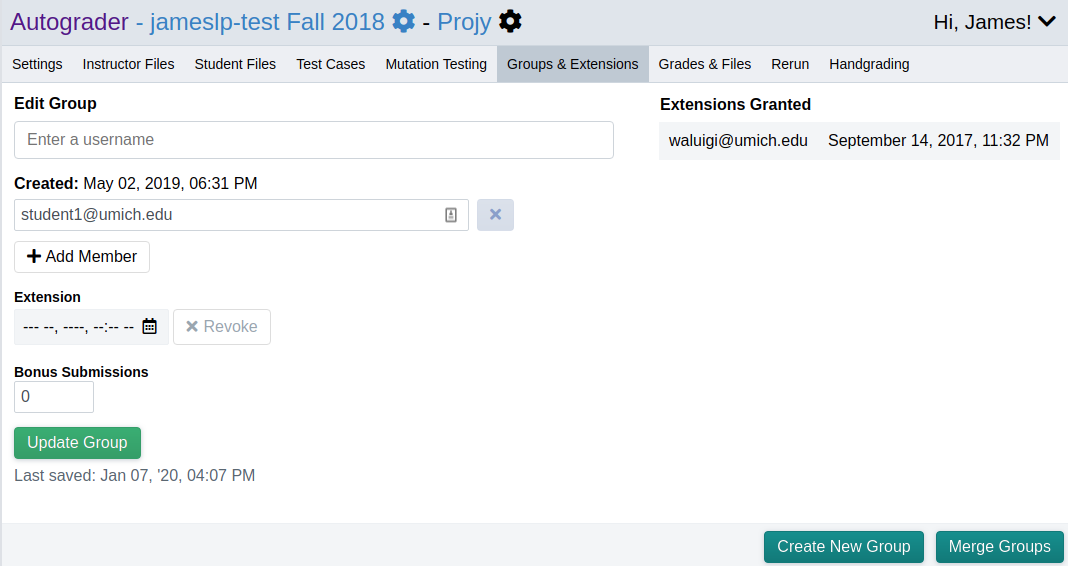 Autograder - jameslp-test Fall 2018 - Projy
Hi, James!
Settings Instructor Files Student Files Test Cases Mutation Testing Groups & Extensions Grades & Files Rerun Handgrading
Edit Group
Enter a username
Created: May 02, 2019, 06:31 PM
student1@umich.edu
Add Member
Extension
--- --, ----, --:-- --
Revoke
Bonus Submissions
0
Update Group
Last saved: Jan 07, '20, 04:07 PM
Extensions Granted
waluigi@umich.edu September 14, 2017, 11:32 PM
Create New Group Merge Groups